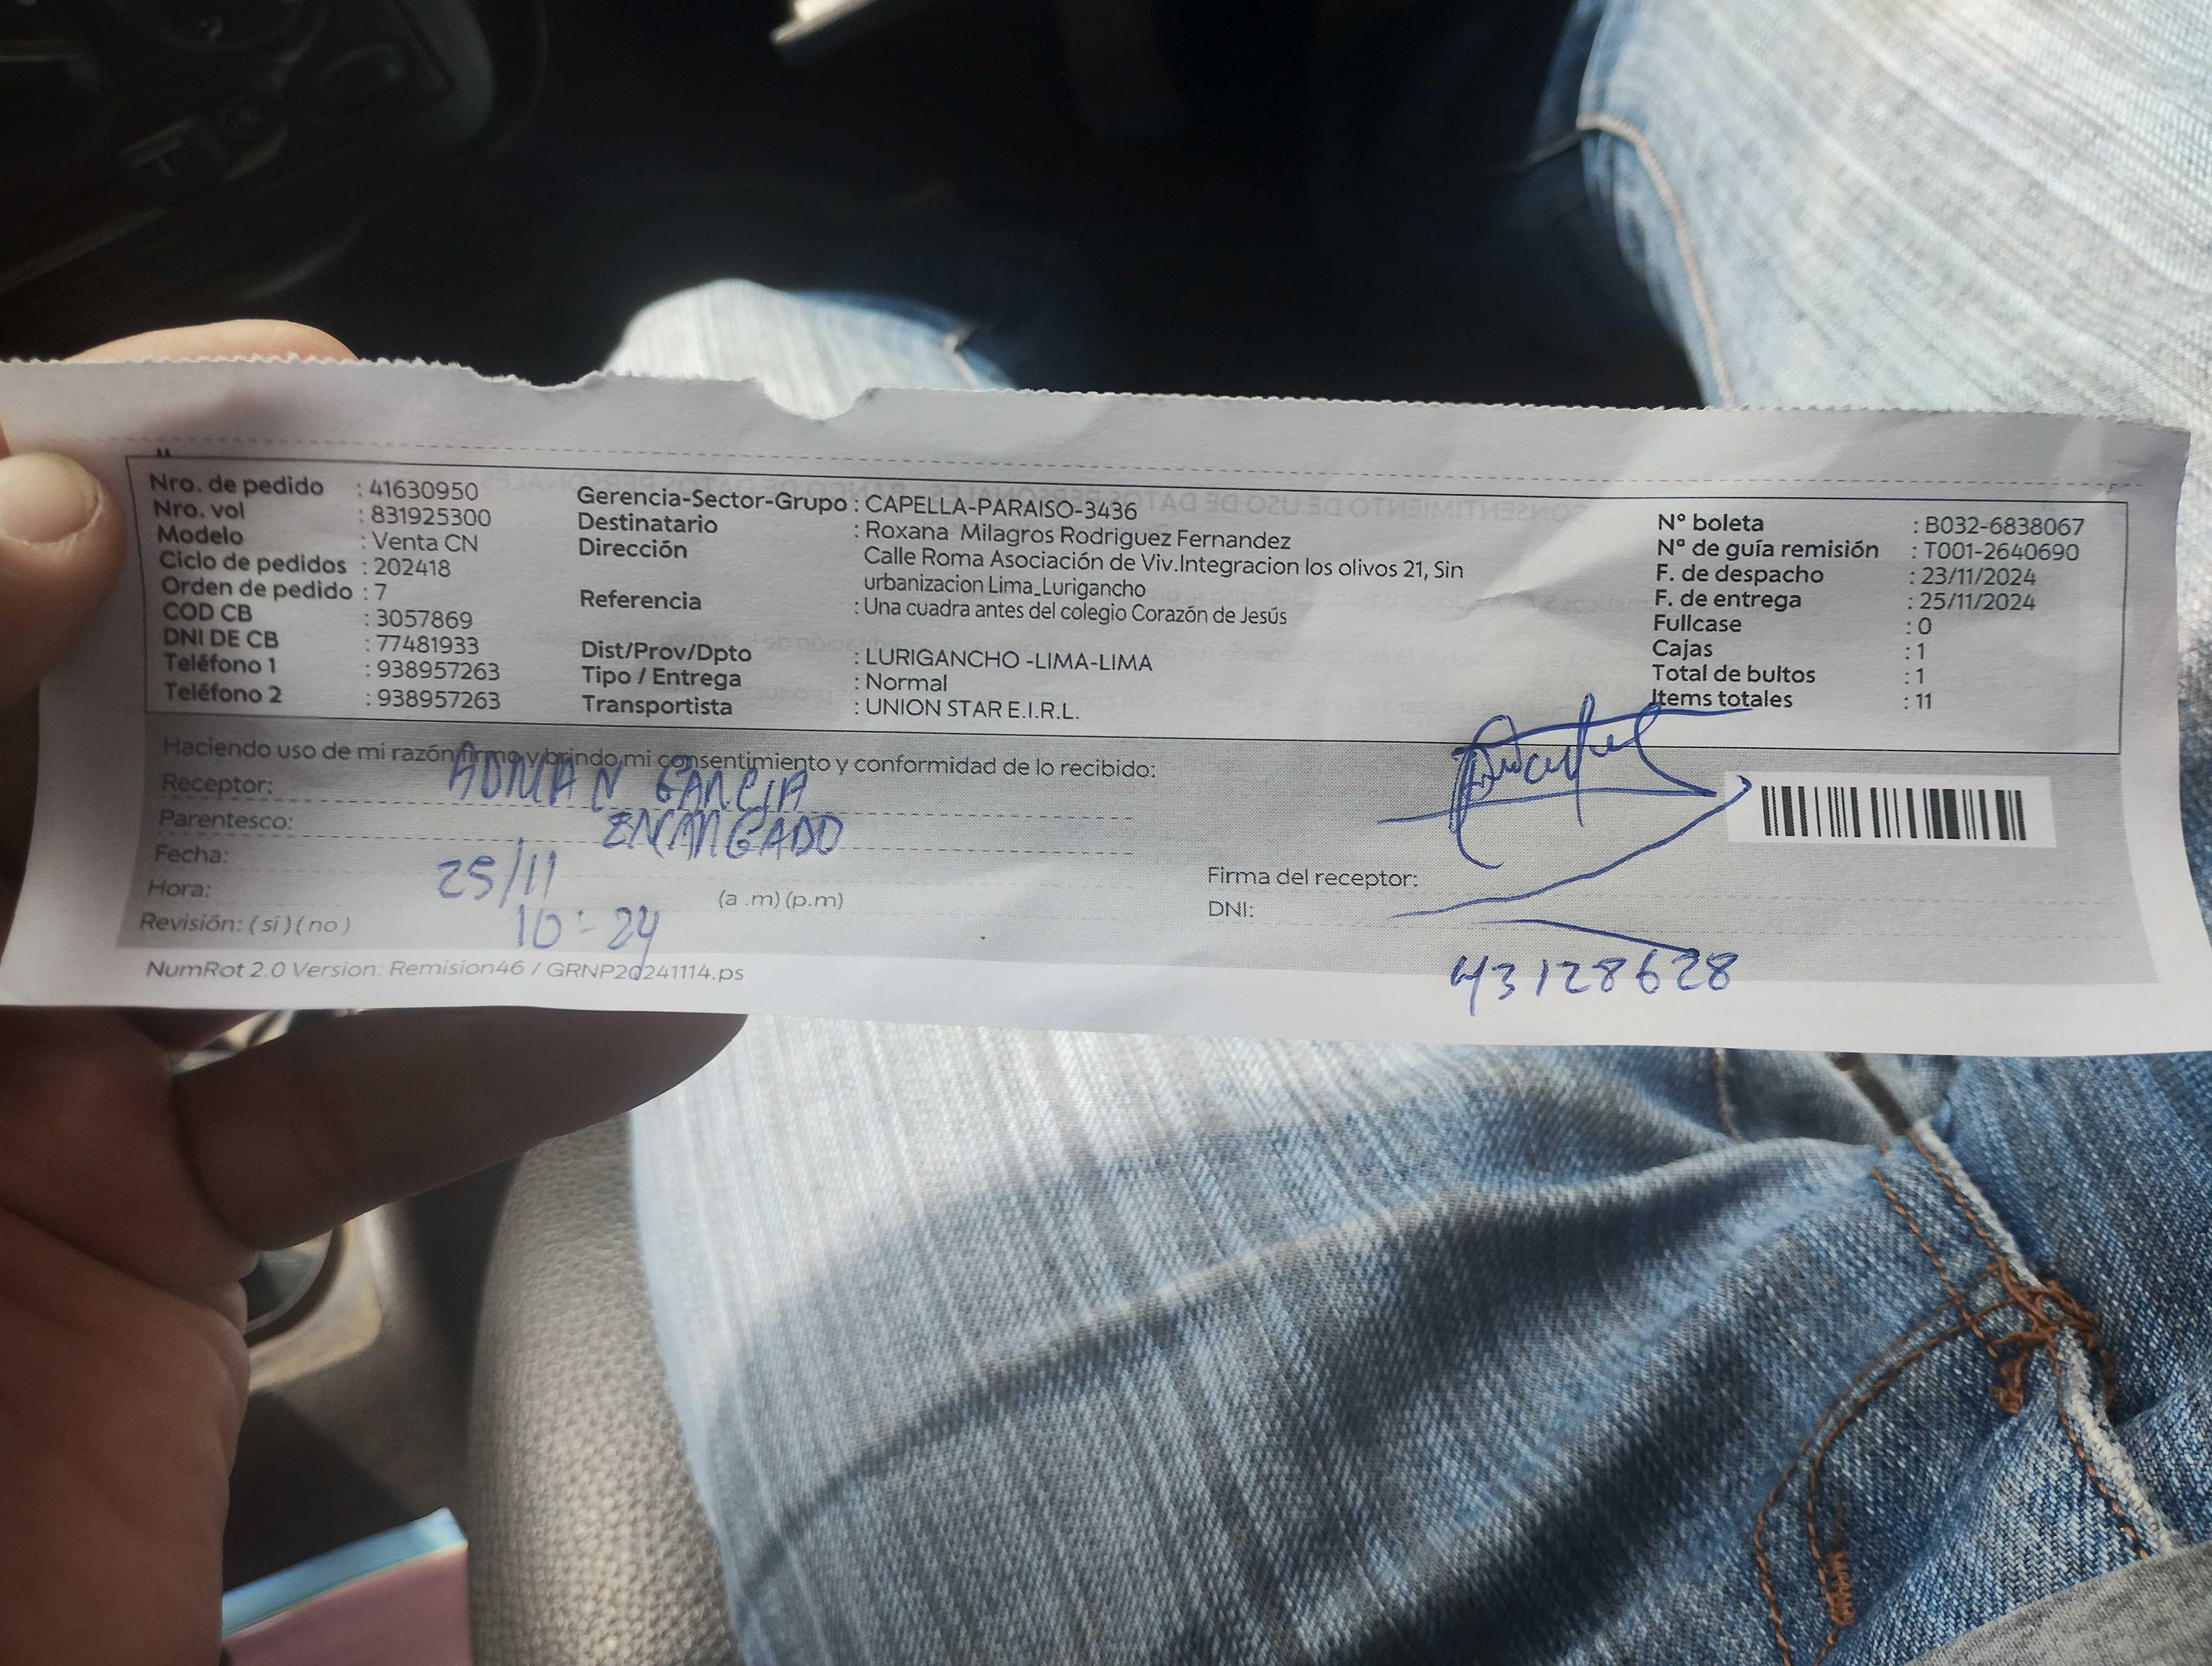 Nro. de pedido : 41630950
Nro. vol : 831925300
Modelo : Venta CN
Ciclo de pedidos : 202418
Orden de pedido : 7
COD CB : 3057869
DNI DE CB : 77481933
Teléfono 1 : 938957263
Teléfono 2 : 938957263
Gerencia-Sector-Grupo : CAPELLA-PARAISO-3436
Destinatario : Roxana Milagros Rodriguez Fernandez
Dirección Calle Roma Asociación de Viv.Integracion los olivos 21, Sin
urbanizacion Lima_Lurigancho
Referencia : Una cuadra antes del colegio Corazón de Jesús
Dist/Prov/Dpto : LURIGANCHO -LIMA-LIMA
Tipo / Entrega : Normal
Transportista : UNION STAR E.I.R.L.
N° boleta : B032-6838067
N° de guía remisión : T001-2640690
F. de despacho : 23/11/2024
F. de entrega : 25/11/2024
Fullcase : 0
Cajas : 1
Total de bultos : 1
Items totales : 11
Haciendo uso de mi razón firmo y brindo mi consentimiento y conformidad de lo recibido:
Receptor: ADRIAN GARCIA
Parentesco: ENCARGADO
Fecha: 25/11
Hora: 10:24 (a .m) (p.m)
Revisión: ( si ) ( no )
Firma del receptor:
DNI: 43128628
NumRot 2.0 Version: Remision46 / GRNP20241114.ps